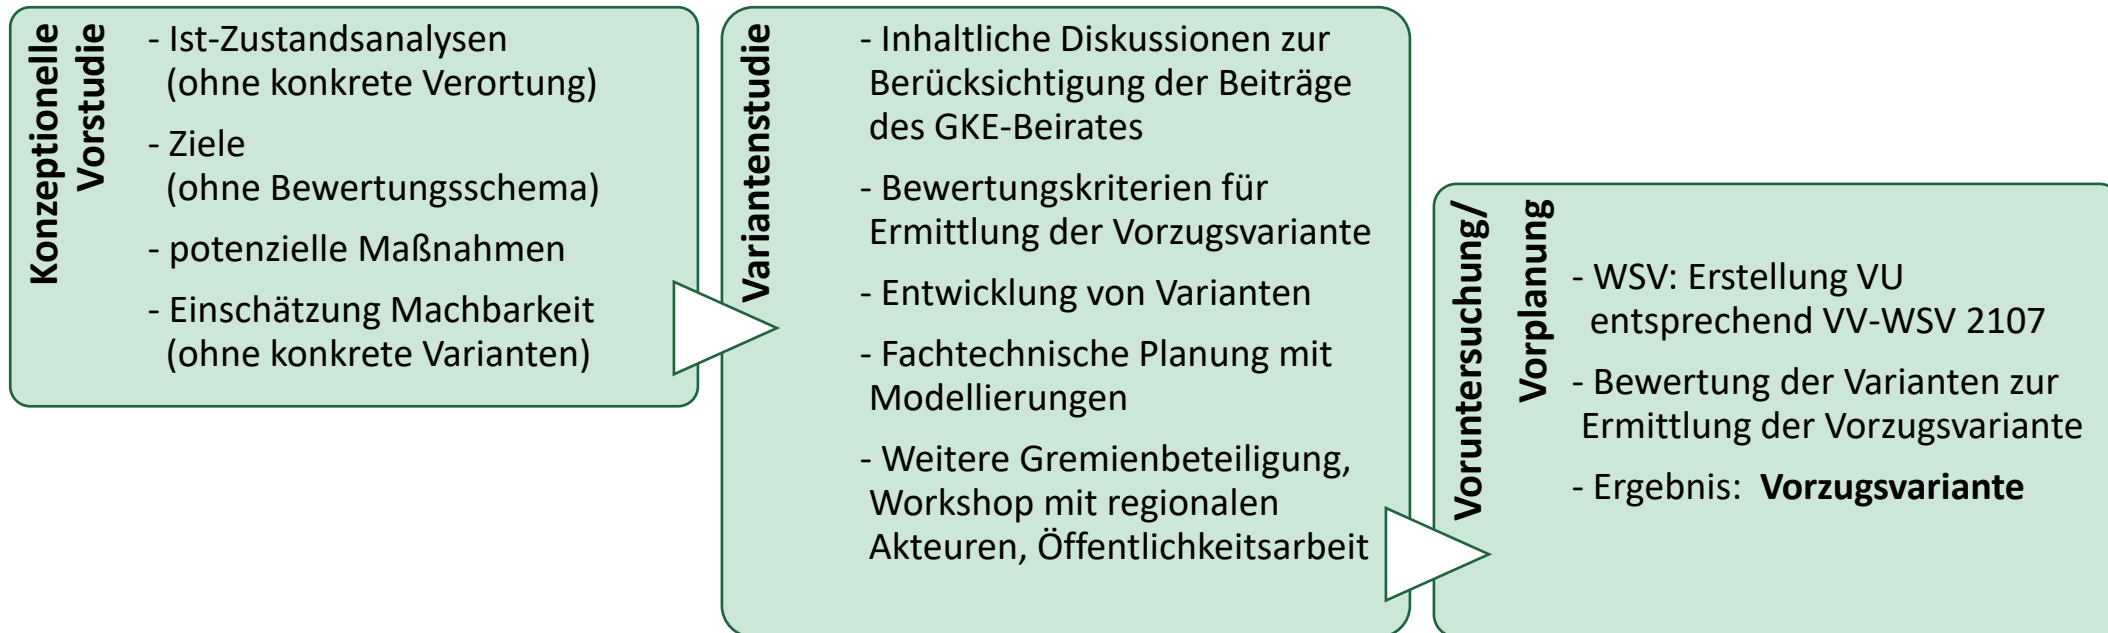 Konzeptionelle
Vorstudie
- Ist-Zustandsanalysen
(ohne konkrete Verortung)
- Ziele
(ohne Bewertungsschema)
- potenzielle Maßnahmen
- Einschätzung Machbarkeit
(ohne konkrete Varianten)
Variantenstudie
- Inhaltliche Diskussionen zur
Berücksichtigung der Beiträge
des GKE-Beirates
- Bewertungskriterien für
Ermittlung der Vorzugsvariante
- Entwicklung von Varianten
- Fachtechnische Planung mit
Modellierungen
- Weitere Gremienbeteiligung,
Workshop mit regionalen
Akteuren, Öffentlichkeitsarbeit
Voruntersuchung/
Vorplanung
- WSV: Erstellung VU
entsprechend VV-WSV 2107
- Bewertung der Varianten zur
Ermittlung der Vorzugsvariante
- Ergebnis: Vorzugsvariante